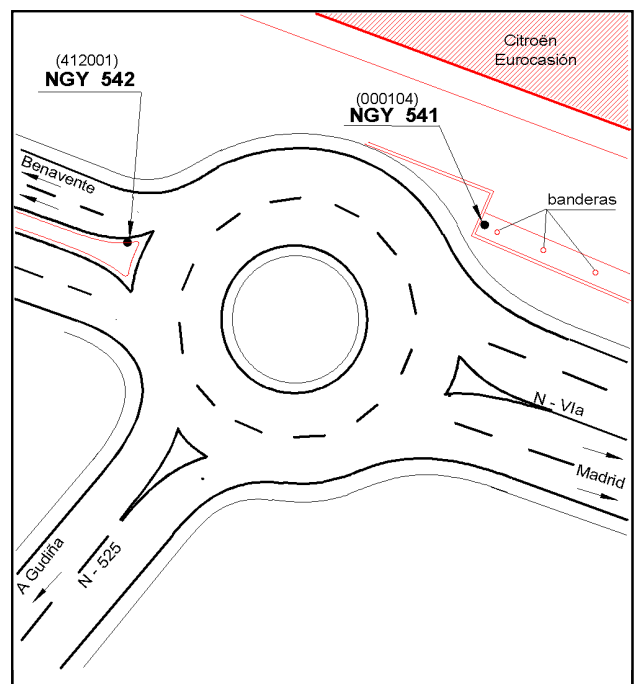 Citroën
Eurocasión
(412001)
NGY 542
(000104)
NGY 541
Benavente
banderas
N - VIa
Madrid
A Gudiña
N - 525